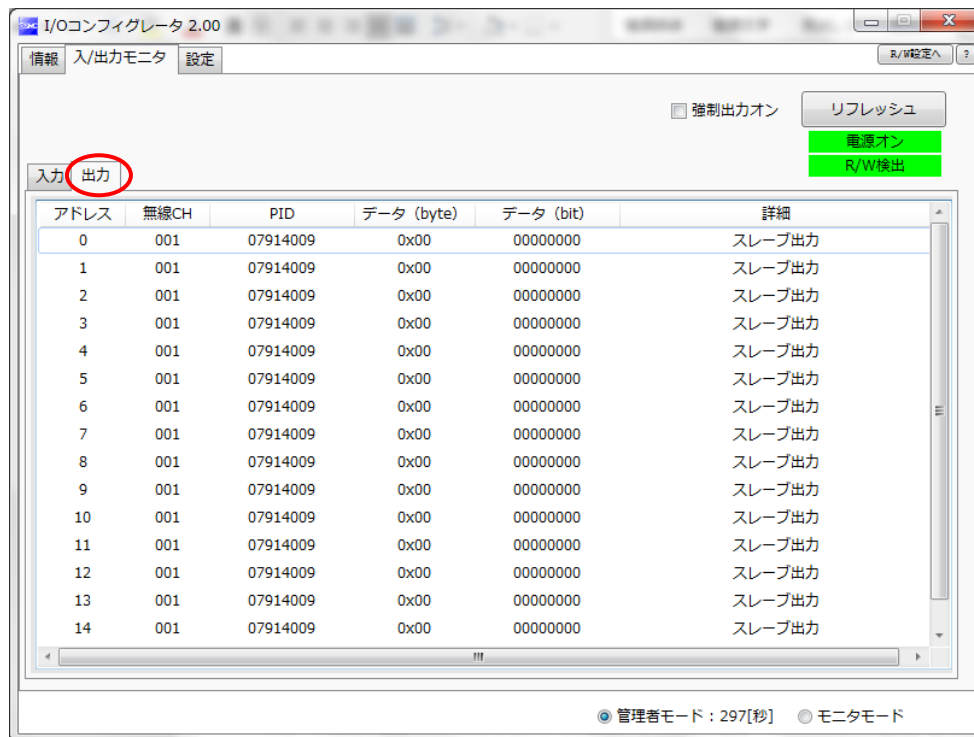 I/Oコンフィグレータ 2.00
情報 入/出力モニタ 設定 R/W設定へ ?
強制出力オン リフレッシュ
電源オン
R/W検出
入力 出力
アドレス 無線CH PID データ (byte) データ (bit) 詳細
0 001 07914009 0x00 00000000 スレーブ出力
1 001 07914009 0x00 00000000 スレーブ出力
2 001 07914009 0x00 00000000 スレーブ出力
3 001 07914009 0x00 00000000 スレーブ出力
4 001 07914009 0x00 00000000 スレーブ出力
5 001 07914009 0x00 00000000 スレーブ出力
6 001 07914009 0x00 00000000 スレーブ出力
7 001 07914009 0x00 00000000 スレーブ出力
8 001 07914009 0x00 00000000 スレーブ出力
9 001 07914009 0x00 00000000 スレーブ出力
10 001 07914009 0x00 00000000 スレーブ出力
11 001 07914009 0x00 00000000 スレーブ出力
12 001 07914009 0x00 00000000 スレーブ出力
13 001 07914009 0x00 00000000 スレーブ出力
14 001 07914009 0x00 00000000 スレーブ出力
管理者モード：297[秒] モニタモード